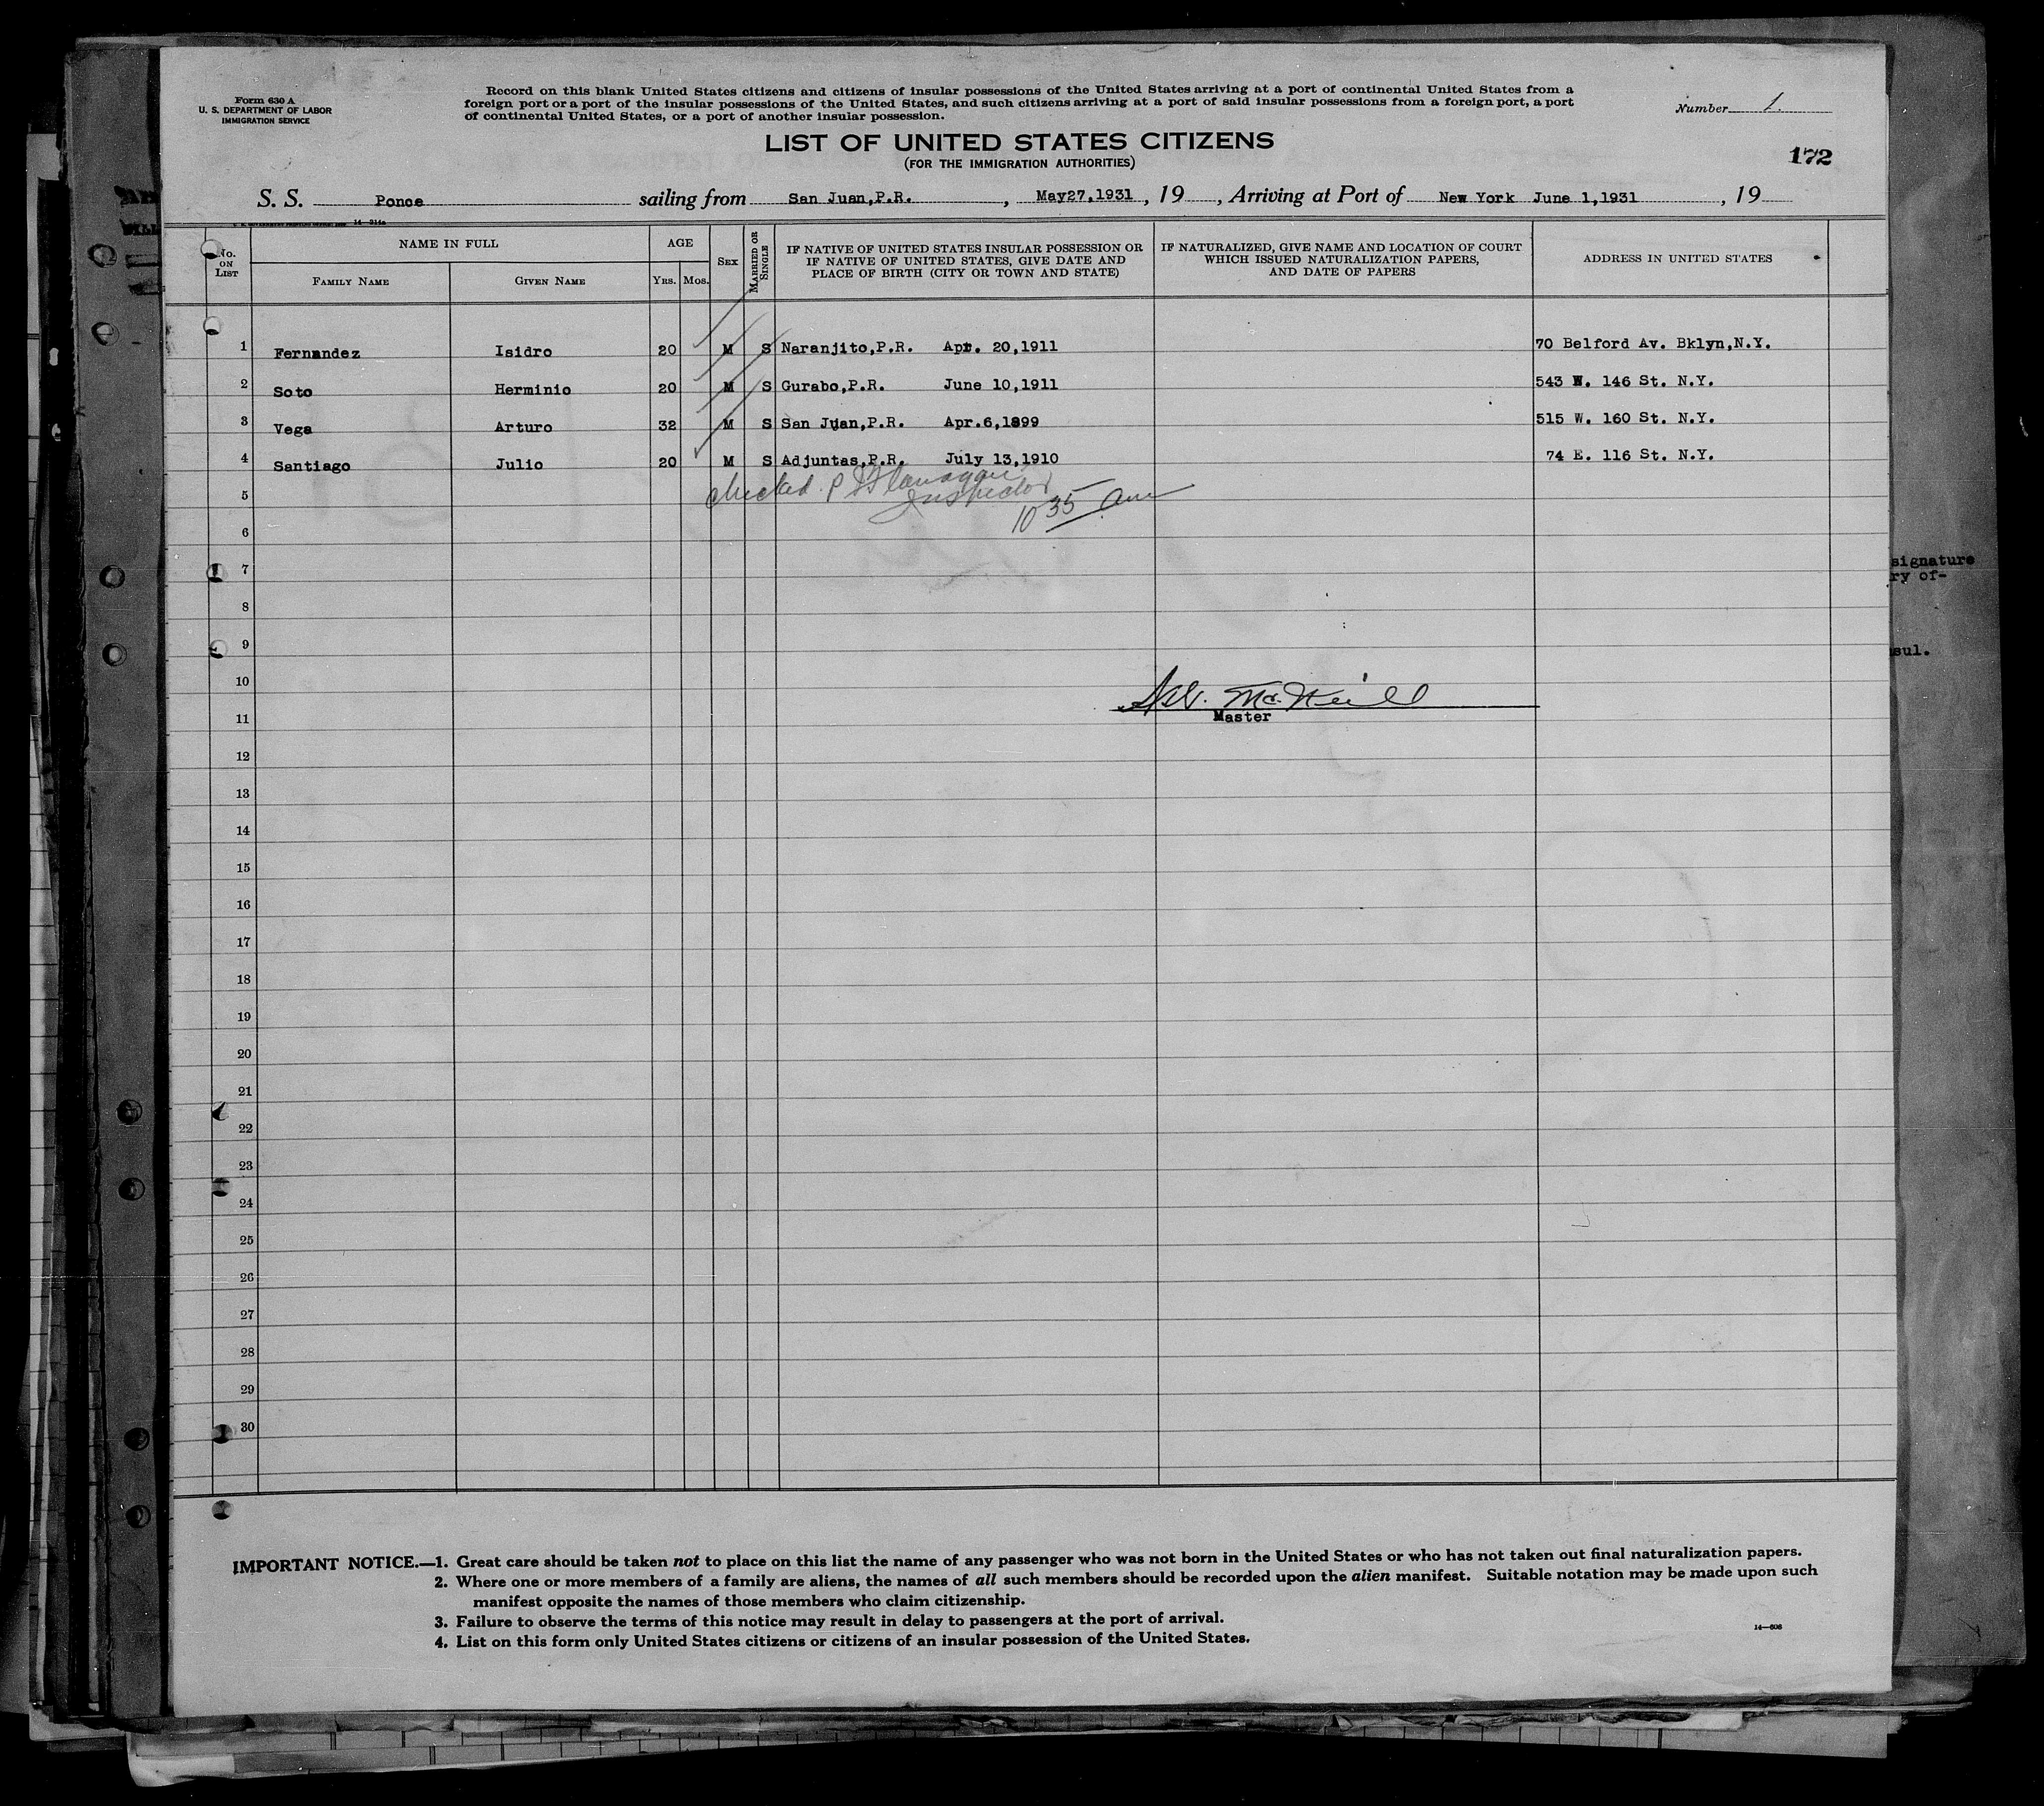 Form 630 A
U. S. DEPARTMENT OF LABOR
IMMIGRATION SERVICE
Record on this blank United States citizens and citizens of insular possessions of the United States arriving at a port of continental United States from a
foreign port or a port of the insular possessions of the United States, and such citizens arriving at a port of said insular possessions from a foreign port, a port
of continental United States, or a port of another insular possession.
Number 1.
LIST OF UNITED STATES CITIZENS
(FOR THE IMMIGRATION AUTHORITIES)
172
S. S. Ponce sailing from San Juan,P.R. , May27,1931 , 19 , Arriving at Port of New York June 1,1931 , 19
No. ON LIST
NAME IN FULL
FAMILY NAME
GIVEN NAME
AGE
YRS. MOS.
SEX
MARRIED OR SINGLE
IF NATIVE OF UNITED STATES INSULAR POSSESSION OR
IF NATIVE OF UNITED STATES, GIVE DATE AND
PLACE OF BIRTH (CITY OR TOWN AND STATE)
IF NATURALIZED, GIVE NAME AND LOCATION OF COURT
WHICH ISSUED NATURALIZATION PAPERS,
AND DATE OF PAPERS
ADDRESS IN UNITED STATES
1 Fernandez Isidro 20 M S Naranjito,P.R. Apr. 20,1911 70 Belford Av. Bklyn,N.Y.
2 Soto Herminio 20 M S Gurabo,P.R. June 10,1911 543 W. 146 St. N.Y.
3 Vega Arturo 32 M S San Juan,P.R. Apr.6,1899 515 W. 160 St. N.Y.
4 Santiago Julio 20 M S Adjuntas,P.R. July 13,1910 74 E. 116 St. N.Y.
checked. P J Flanagan
5
Inspector
10 35 am
6
7
signature
ry of-
8
9
sul.
10
McNeill
11
Master
12
13
14
15
16
17
18
19
20
21
22
23
24
25
26
27
28
29
30
IMPORTANT NOTICE.—1. Great care should be taken not to place on this list the name of any passenger who was not born in the United States or who has not taken out final naturalization papers.
2. Where one or more members of a family are aliens, the names of all such members should be recorded upon the alien manifest. Suitable notation may be made upon such
manifest opposite the names of those members who claim citizenship.
3. Failure to observe the terms of this notice may result in delay to passengers at the port of arrival.
4. List on this form only United States citizens or citizens of an insular possession of the United States.
14—508